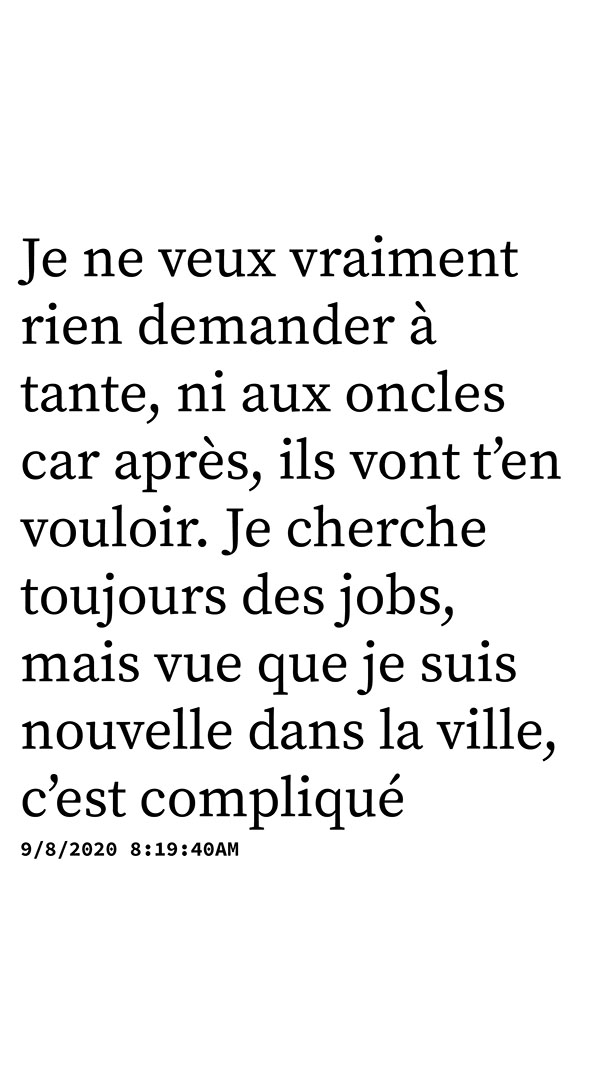 Je ne veux vraiment
rien demander à
tante, ni aux oncles
car après, ils vont t’en
vouloir. Je cherche
toujours des jobs,
mais vue que je suis
nouvelle dans la ville,
c’est compliqué
9/8/2020 8:19:40AM